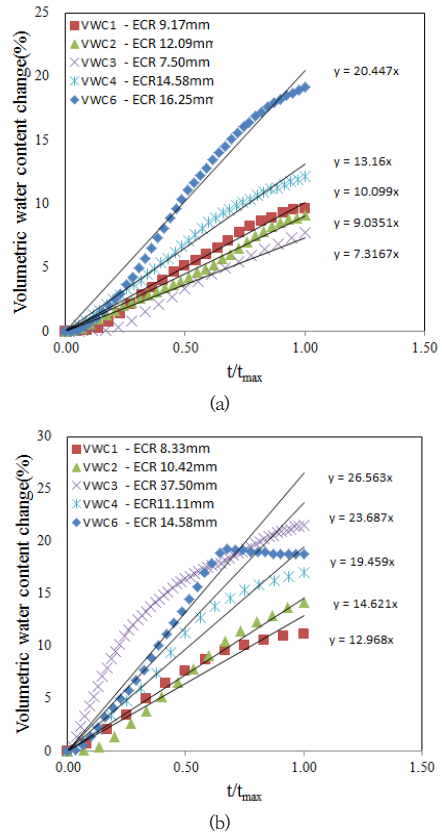 (a)
VWC1 - ECR 9.17mm
VWC2 - ECR 12.09mm
VWC3 - ECR 7.50mm
VWC4 - ECR14.58mm
VWC6 - ECR 16.25mm
Volumetric water content change(%)
25
20
15
10
5
0
0.00
0.50
1.00
1.50
t/tmax
y = 20.447x
y = 13.16x
y = 10.099x
y = 9.0351x
y = 7.3167x
(a)
VWC1 - ECR 8.33mm
VWC2 - ECR 10.42mm
VWC3 - ECR 37.50mm
VWC4 - ECR11.11mm
VWC6 - ECR 14.58mm
Volumetric water content change(%)
30
25
20
15
10
5
0
0.00
0.50
1.00
1.50
t/tmax
y = 26.563x
y = 23.687x
y = 19.459x
y = 14.621x
y = 12.968x
(b)